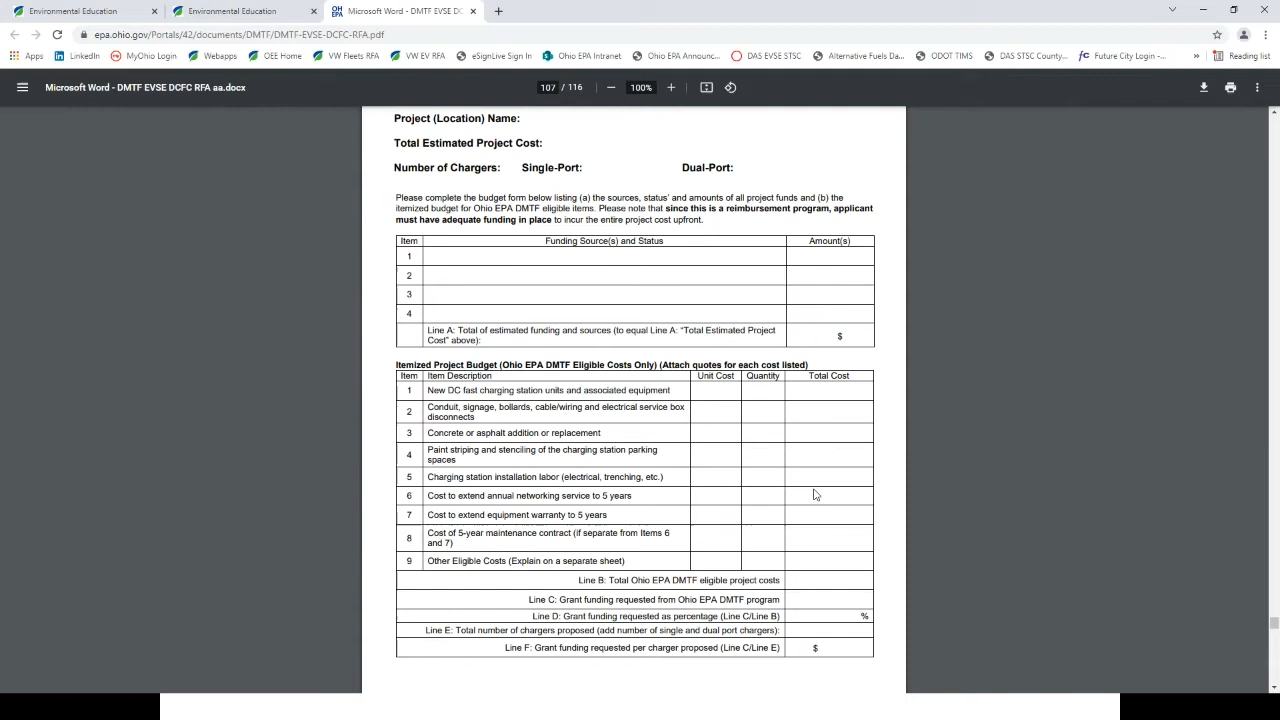 Environmental Education
Environmental Education
OH EPA
Microsoft Word - DMTF EVSE DC
epa.ohio.gov/Portals/42/documents/DMTF/DMTF-EVSE-DCFC-RFA.pdf
Apps
LinkedIn
MyOhio Login
Webapps
OEE Home
VW Fleets RFA
VW EV RFA
eSignLive Sign In
Ohio EPA Intranet
Ohio EPA Announc...
DAS EVSE STSC
Alternative Fuels Da...
ODOT TIMS
DAS STSC County...
Future City Login -...
»
Reading list
Microsoft Word - DMTF EVSE DCFC RFA aa.docx
107 / 116
100%
Project (Location) Name:
Total Estimated Project Cost:
Number of Chargers: Single-Port: Dual-Port:
Please complete the budget form below listing (a) the sources, status' and amounts of all project funds and (b) the
itemized budget for Ohio EPA DMTF eligible items. Please note that since this is a reimbursement program, applicant
must have adequate funding in place to incur the entire project cost upfront.
Item Funding Source(s) and Status Amount(s)
1
2
3
4
Line A: Total of estimated funding and sources (to equal Line A: "Total Estimated Project
Cost" above): $
Itemized Project Budget (Ohio EPA DMTF Eligible Costs Only) (Attach quotes for each cost listed)
Item Item Description Unit Cost Quantity Total Cost
1 New DC fast charging station units and associated equipment
2 Conduit, signage, bollards, cable/wiring and electrical service box
disconnects
3 Concrete or asphalt addition or replacement
4 Paint striping and stenciling of the charging station parking
spaces
5 Charging station installation labor (electrical, trenching, etc.)
6 Cost to extend annual networking service to 5 years
7 Cost to extend equipment warranty to 5 years
8 Cost of 5-year maintenance contract (if separate from Items 6
and 7)
9 Other Eligible Costs (Explain on a separate sheet)
Line B: Total Ohio EPA DMTF eligible project costs
Line C: Grant funding requested from Ohio EPA DMTF program
Line D: Grant funding requested as percentage (Line C/Line B) %
Line E: Total number of chargers proposed (add number of single and dual port chargers):
Line F: Grant funding requested per charger proposed (Line C/Line E) $